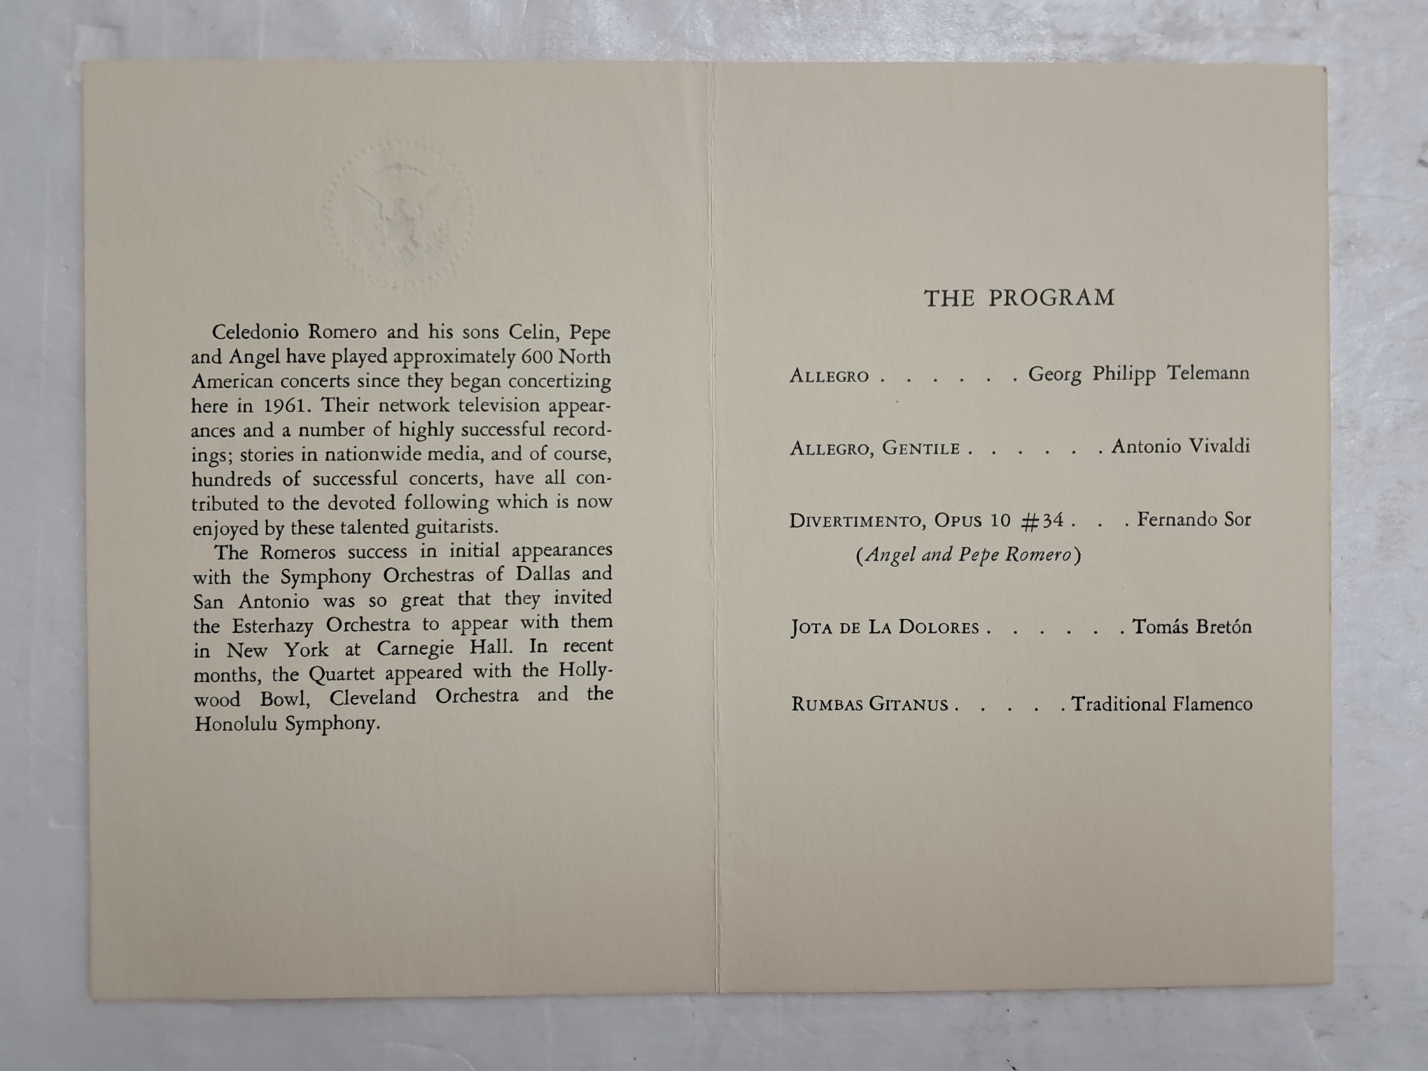 Celedonio Romero and his sons Celin, Pepe
and Angel have played approximately 600 North
American concerts since they began concertizing
here in 1961. Their network television appear-
ances and a number of highly successful record-
ings; stories in nationwide media, and of course,
hundreds of successful concerts, have all con-
tributed to the devoted following which is now
enjoyed by these talented guitarists.
The Romeros success in initial appearances
with the Symphony Orchestras of Dallas and
San Antonio was so great that they invited
the Esterhazy Orchestra to appear with them
in New York at Carnegie Hall. In recent
months, the Quartet appeared with the Holly-
wood Bowl, Cleveland Orchestra and the
Honolulu Symphony.
THE PROGRAM
ALLEGRO . . . . . . Georg Philipp Telemann
ALLEGRO, GENTILE . . . . . . Antonio Vivaldi
DIVERTIMENTO, OPUS 10 #34 . . . Fernando Sor
(Angel and Pepe Romero)
JOTA DE LA DOLORES . . . . . . Tomás Bretón
RUMBAS GITANUS . . . . . Traditional Flamenco